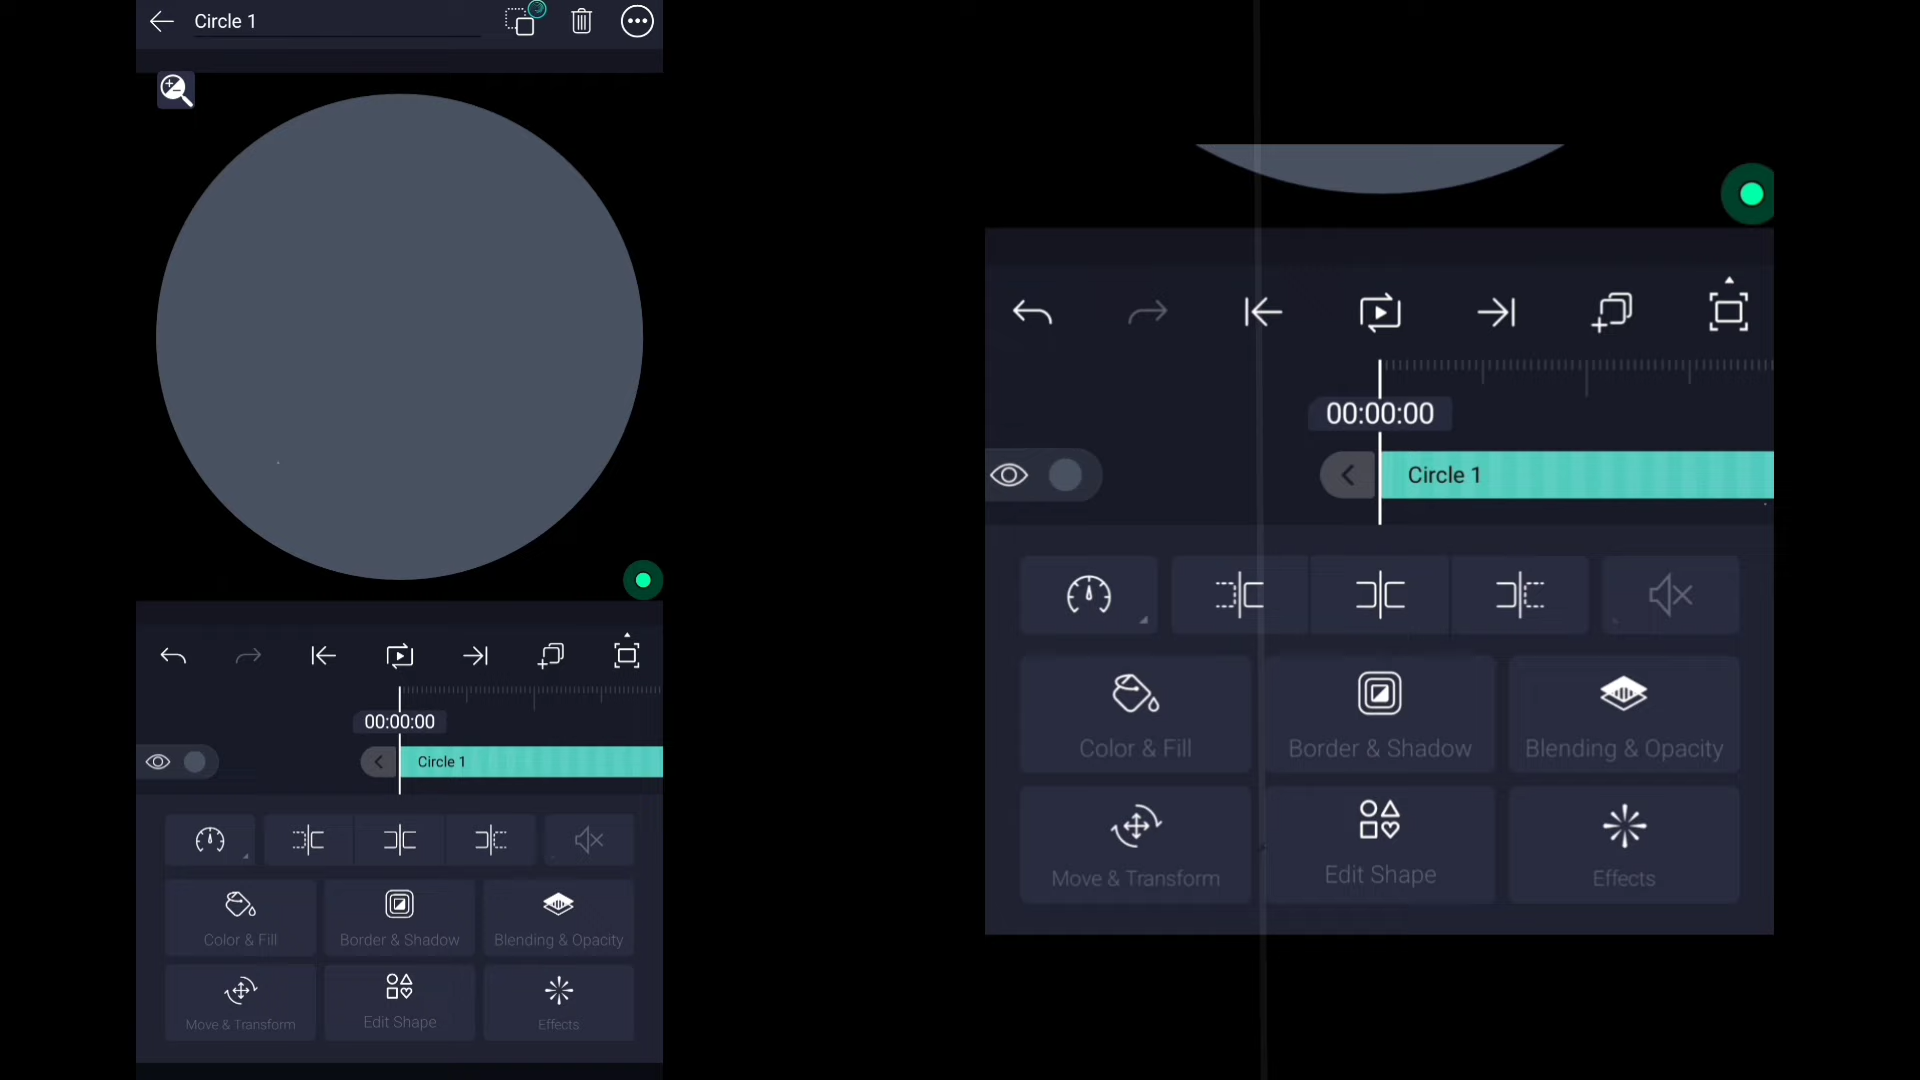 Circle 1
00:00:00
Circle 1
Color & Fill
Border & Shadow
Blending & Opacity
Move & Transform
Edit Shape
Effects
00:00:00
Circle 1
Color & Fill
Border & Shadow
Blending & Opacity
Move & Transform
Edit Shape
Effects